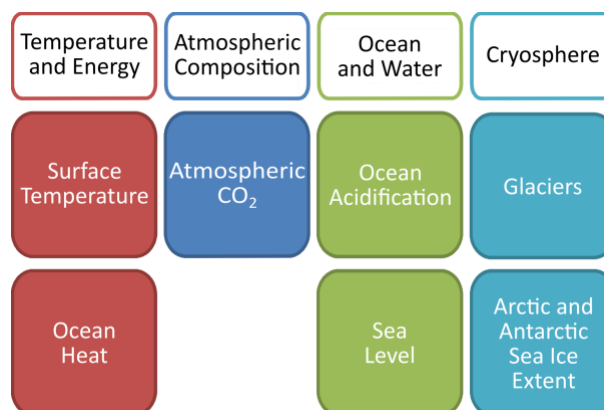 Temperature
and Energy
Atmospheric
Composition
Ocean
and Water
Cryosphere
Surface
Temperature
Atmospheric
CO₂
Ocean
Acidification
Glaciers
Ocean
Heat
Sea
Level
Arctic and
Antarctic
Sea Ice
Extent